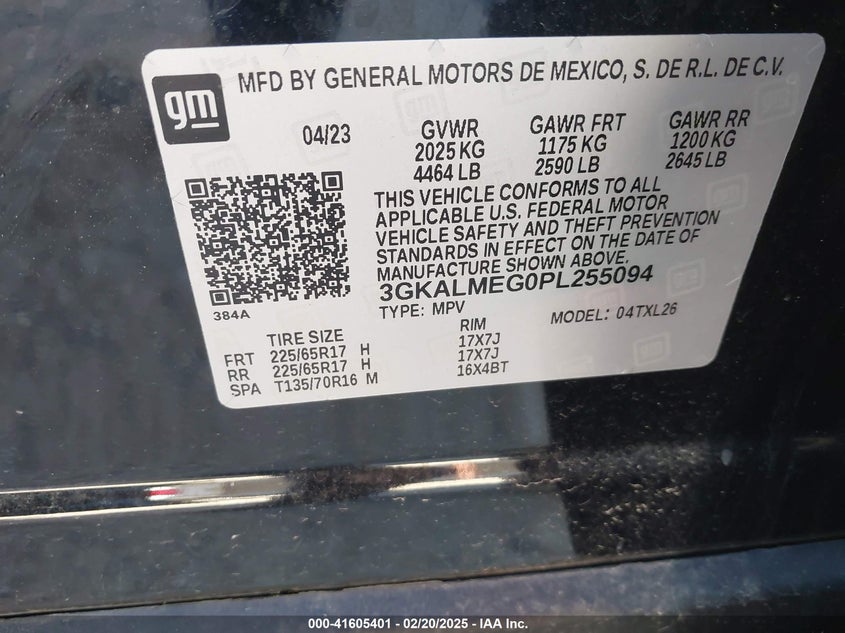 gm
MFD BY GENERAL MOTORS DE MEXICO, S. DE R.L. DE C.V.
04/23 GVWR GAWR FRT GAWR RR
2025 KG 1175 KG 1200 KG
4464 LB 2590 LB 2645 LB
THIS VEHICLE CONFORMS TO ALL
APPLICABLE U.S. FEDERAL MOTOR
VEHICLE SAFETY AND THEFT PREVENTION
STANDARDS IN EFFECT ON THE DATE OF
MANUFACTURE SHOWN ABOVE.
3GKALMEG0PL255094
384A
TYPE: MPV MODEL: 04TXL26
TIRE SIZE RIM
FRT 225/65R17 H 17X7J
RR 225/65R17 H 17X7J
SPA T135/70R16 M 16X4BT
000-41605401 - 02/20/2025 - IAA Inc.